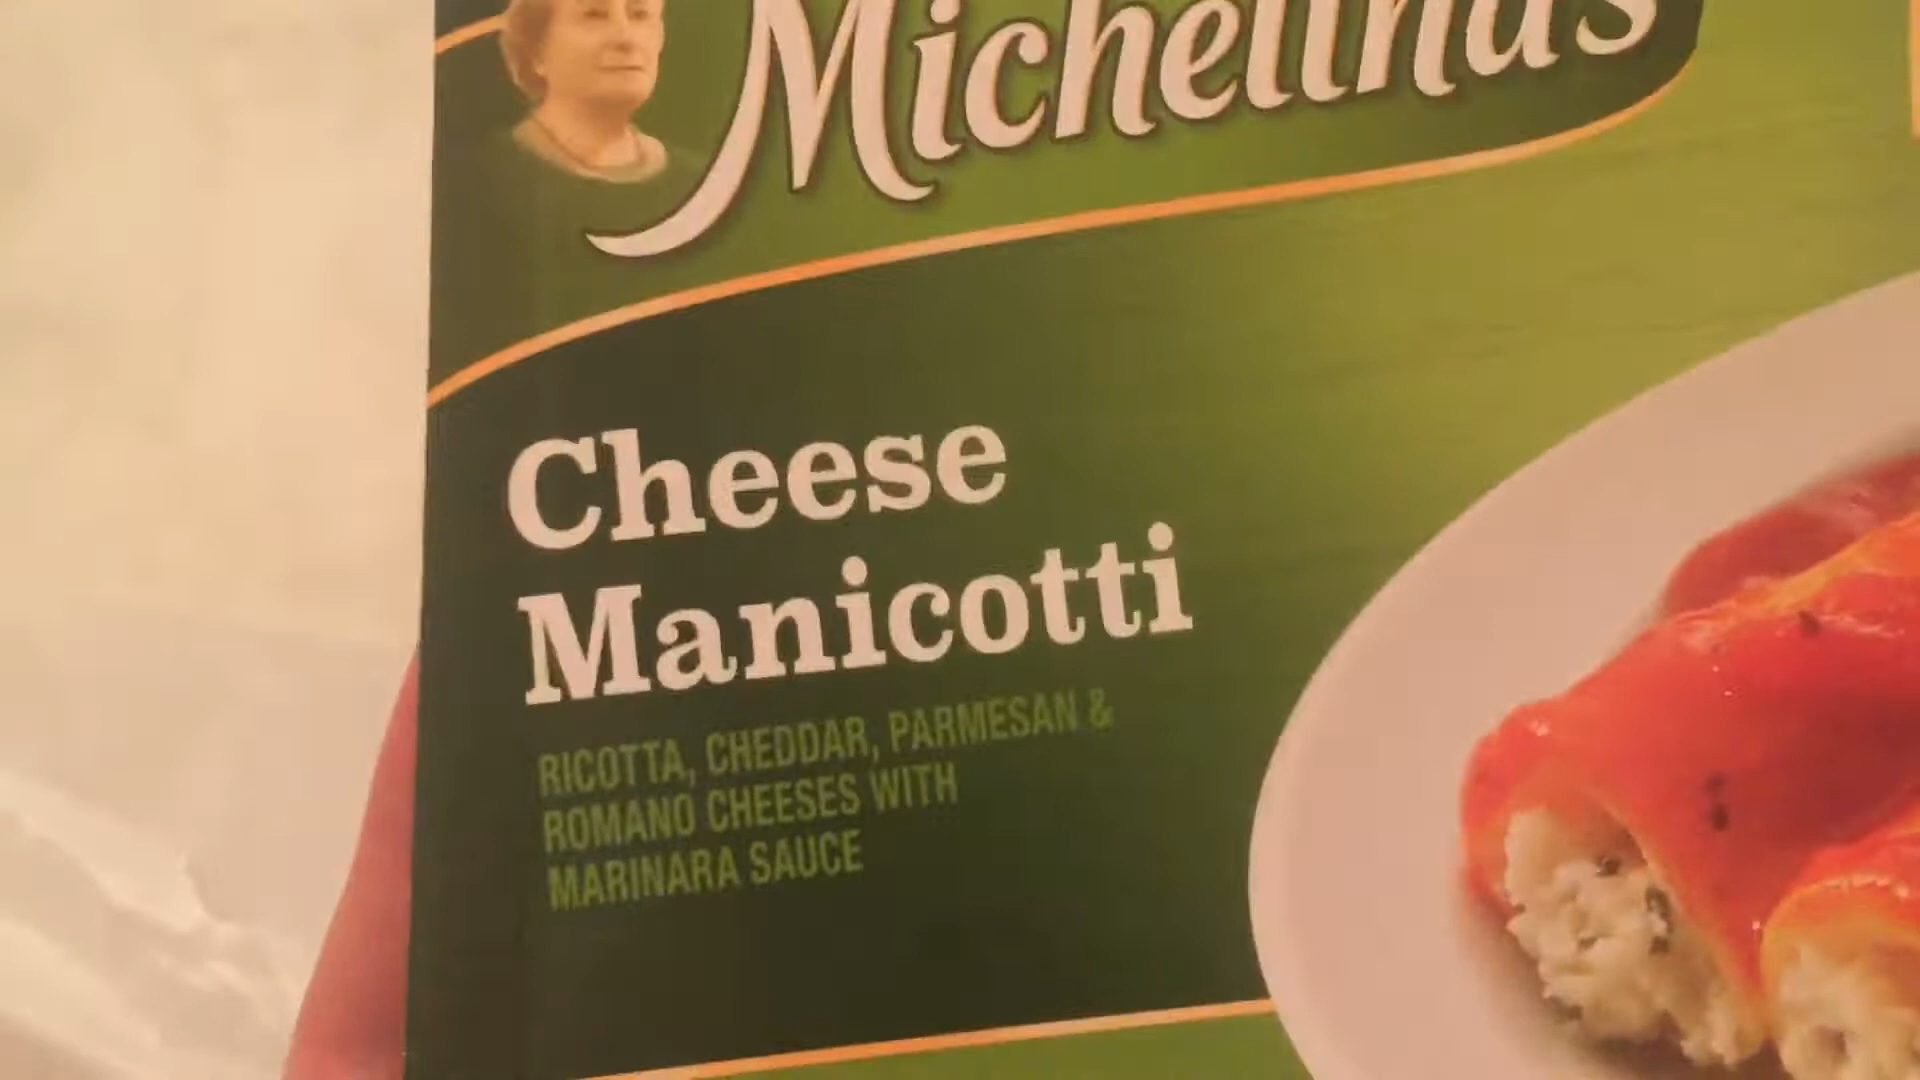 Michelina's
Cheese
Manicotti
RICOTTA, CHEDDAR, PARMESAN &
ROMANO CHEESES WITH
MARINARA SAUCE